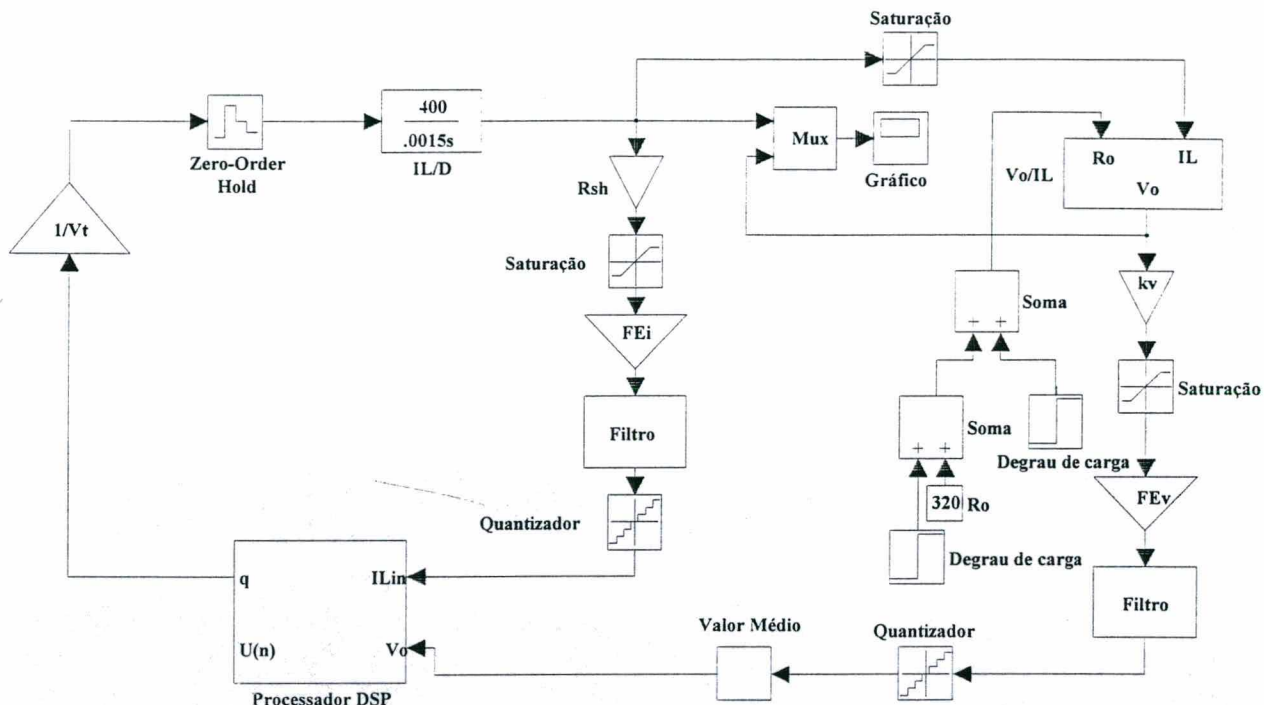 Saturação
400
.0015s
IL/D
Zero-Order
Hold
Mux
Gráfico
Ro
IL
Vo
Vo/IL
Rsh
1/Vt
Saturação
kv
Soma
FEi
Saturação
Soma
Filtro
320
Ro
Degrau de carga
FEv
Quantizador
Degrau de carga
q
ILin
Filtro
Valor Médio
Quantizador
U(n)
Vo
Processador DSP